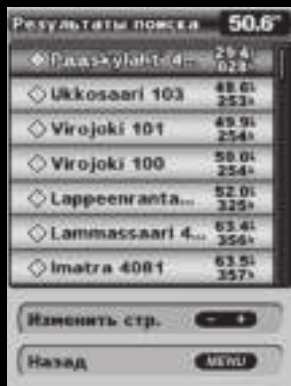 Результаты поиска 50.6
Ukkosaari 103 48.6
253
Virojoki 101 49.9
254
Virojoki 100 50.0
254
Lappeenranta... 52.0
325
Lammassaari 4... 63.4
356
Imatra 4081 63.5
357
Изменить стр. - +
Назад MENU